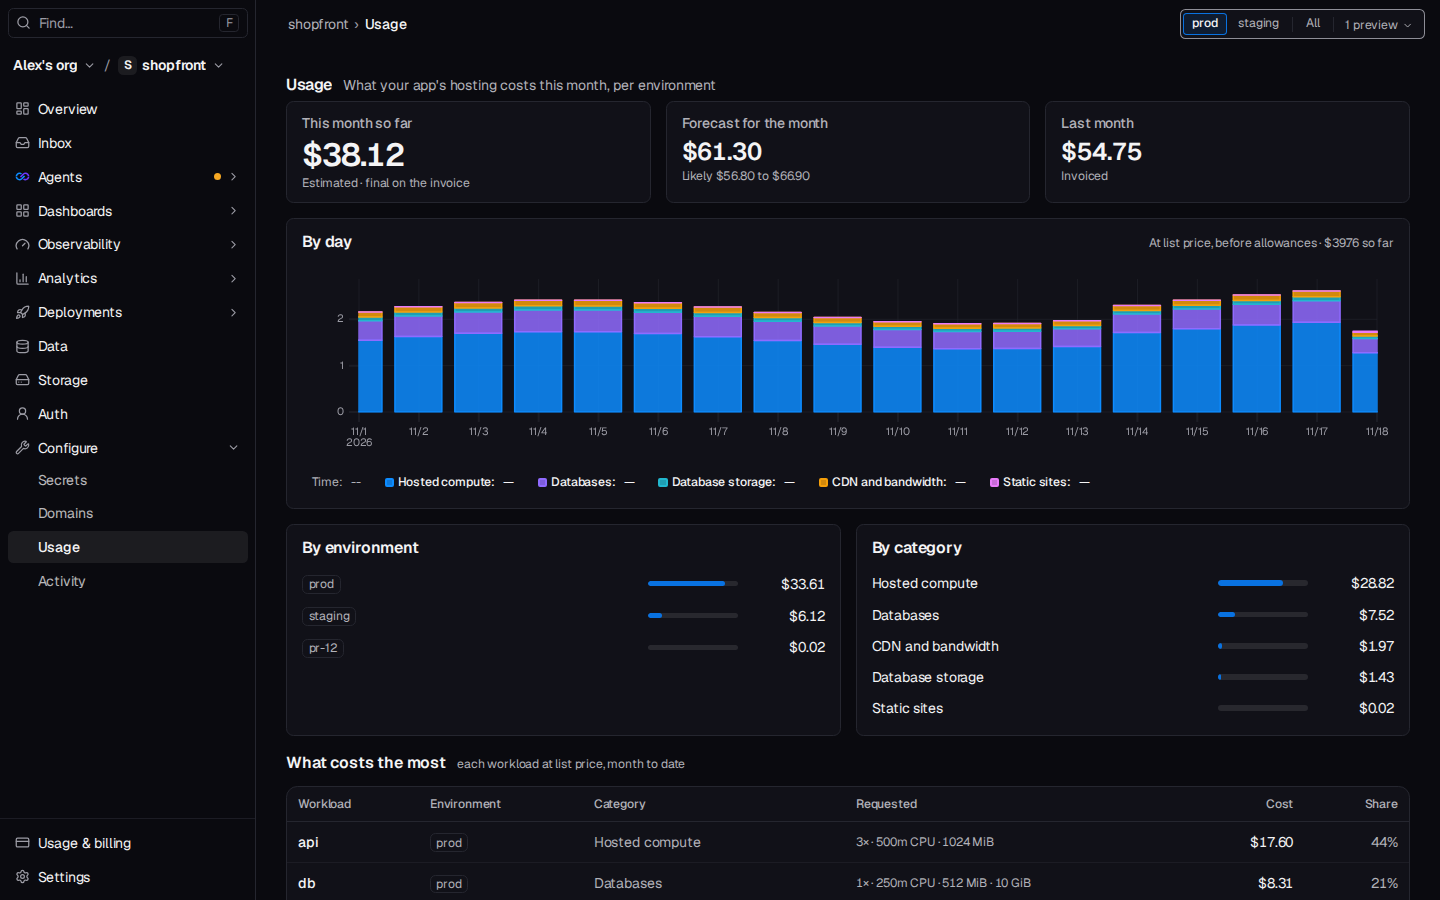 Find...
F
Alex's org / S shopfront
Overview
Inbox
Agents
Dashboards
Observability
Analytics
Deployments
Data
Storage
Auth
Configure
Secrets
Domains
Usage
Activity
Usage & billing
Settings
shopfront › Usage
prod staging All 1 preview
Usage What your app's hosting costs this month, per environment
This month so far
$38.12
Estimated · final on the invoice
Forecast for the month
$61.30
Likely $56.80 to $66.90
Last month
$54.75
Invoiced
By day
At list price, before allowances · $39.76 so far
2
1
0
11/1 11/2 11/3 11/4 11/5 11/6 11/7 11/8 11/9 11/10 11/11 11/12 11/13 11/14 11/15 11/16 11/17 11/18
2026
Time: -- Hosted compute: — Databases: — Database storage: — CDN and bandwidth: — Static sites: —
By environment
prod $33.61
staging $6.12
pr-12 $0.02
By category
Hosted compute $28.82
Databases $7.52
CDN and bandwidth $1.97
Database storage $1.43
Static sites $0.02
What costs the most each workload at list price, month to date
Workload Environment Category Requested Cost Share
api prod Hosted compute 3× · 500m CPU · 1024 MiB $17.60 44%
db prod Databases 1× · 250m CPU · 512 MiB · 10 GiB $8.31 21%